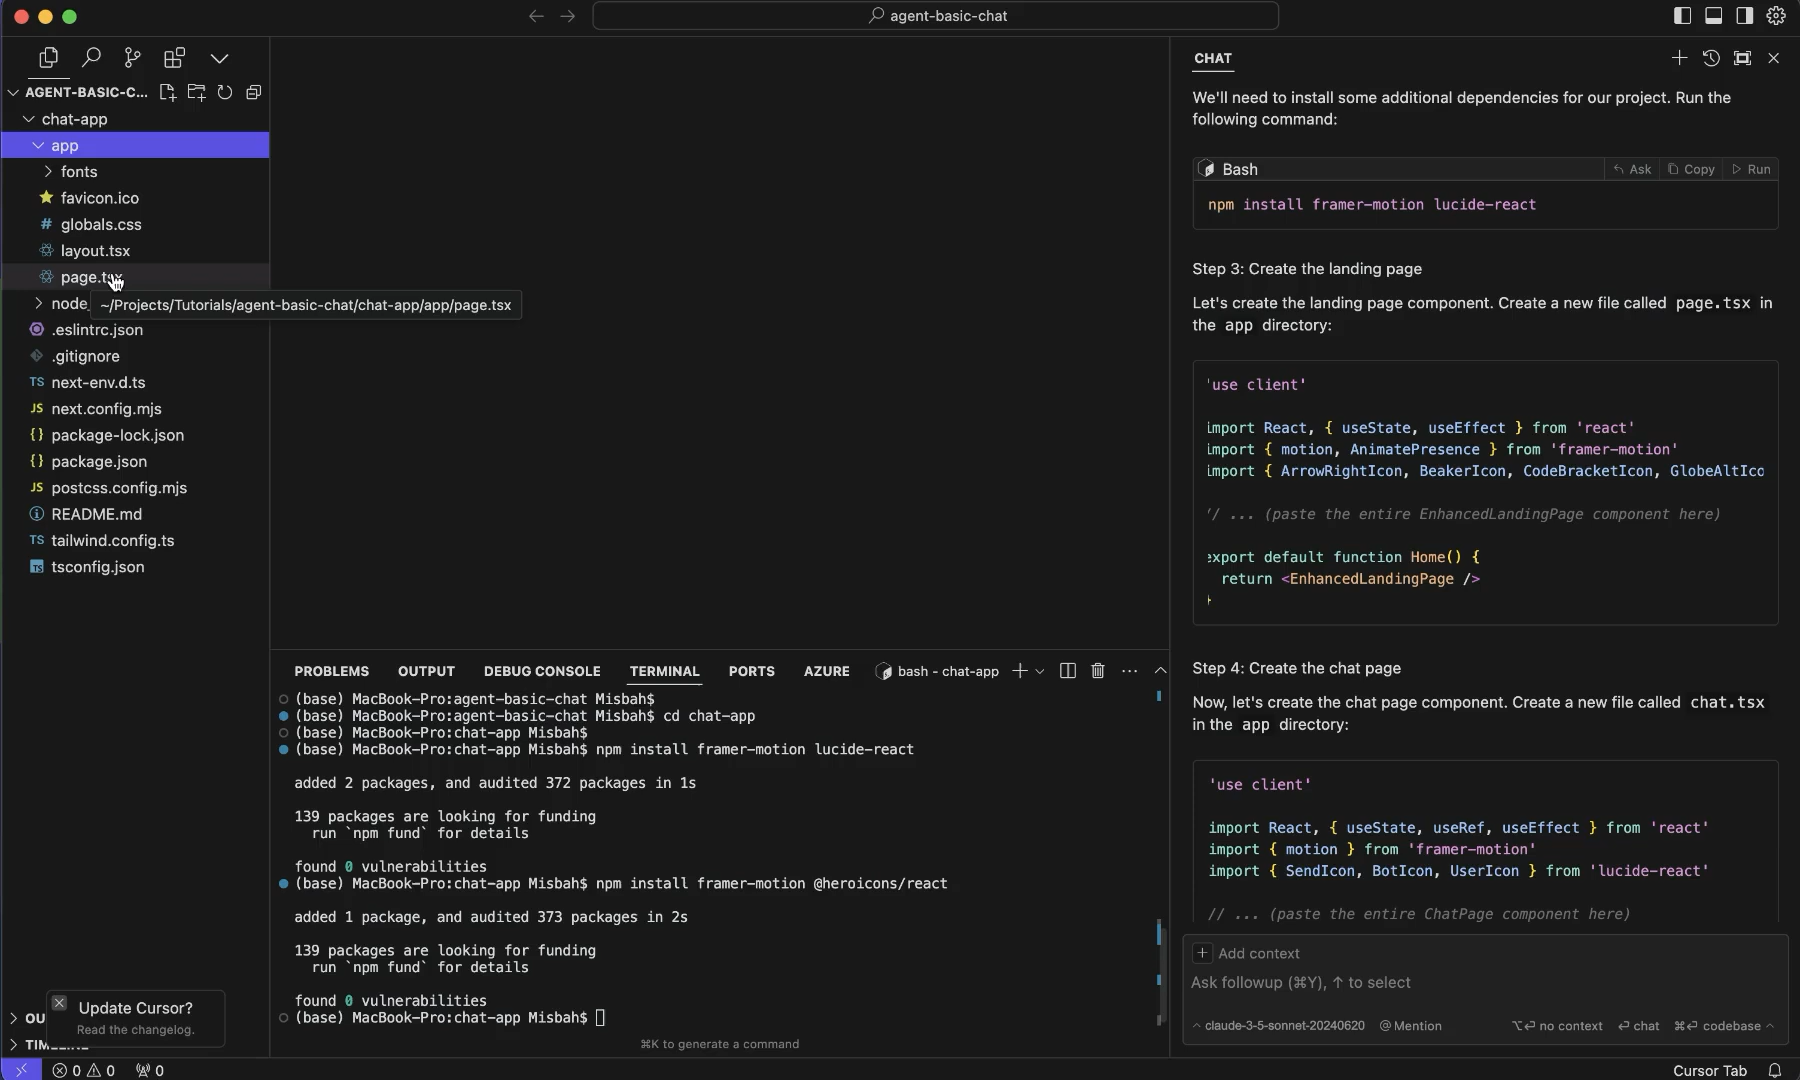 agent-basic-chat
AGENT-BASIC-C...
chat-app
app
fonts
favicon.ico
# globals.css
layout.tsx
page.tsx
node_
~/Projects/Tutorials/agent-basic-chat/chat-app/app/page.tsx
.eslintrc.json
.gitignore
TS next-env.d.ts
JS next.config.mjs
{} package-lock.json
{} package.json
JS postcss.config.mjs
README.md
TS tailwind.config.ts
TS tsconfig.json
OU
TIMELINE
Update Cursor?
Read the changelog.
PROBLEMS OUTPUT DEBUG CONSOLE TERMINAL PORTS AZURE bash - chat-app
(base) MacBook-Pro:agent-basic-chat Misbah$
(base) MacBook-Pro:agent-basic-chat Misbah$ cd chat-app
(base) MacBook-Pro:chat-app Misbah$
(base) MacBook-Pro:chat-app Misbah$ npm install framer-motion lucide-react
added 2 packages, and audited 372 packages in 1s
139 packages are looking for funding
run `npm fund` for details
found 0 vulnerabilities
(base) MacBook-Pro:chat-app Misbah$ npm install framer-motion @heroicons/react
added 1 package, and audited 373 packages in 2s
139 packages are looking for funding
run `npm fund` for details
found 0 vulnerabilities
(base) MacBook-Pro:chat-app Misbah$
⌘K to generate a command
CHAT
We'll need to install some additional dependencies for our project. Run the
following command:
Bash Ask Copy Run
npm install framer-motion lucide-react
Step 3: Create the landing page
Let's create the landing page component. Create a new file called page.tsx in
the app directory:
'use client'
import React, { useState, useEffect } from 'react'
import { motion, AnimatePresence } from 'framer-motion'
import { ArrowRightIcon, BeakerIcon, CodeBracketIcon, GlobeAltIco
// ... (paste the entire EnhancedLandingPage component here)
export default function Home() {
return <EnhancedLandingPage />
}
Step 4: Create the chat page
Now, let's create the chat page component. Create a new file called chat.tsx
in the app directory:
'use client'
import React, { useState, useRef, useEffect } from 'react'
import { motion } from 'framer-motion'
import { SendIcon, BotIcon, UserIcon } from 'lucide-react'
// ... (paste the entire ChatPage component here)
+ Add context
Ask followup (⌘Y), ↑ to select
claude-3-5-sonnet-20240620 @ Mention ⌥↵ no context ↵ chat ⌘↵ codebase
0 0 0
Cursor Tab